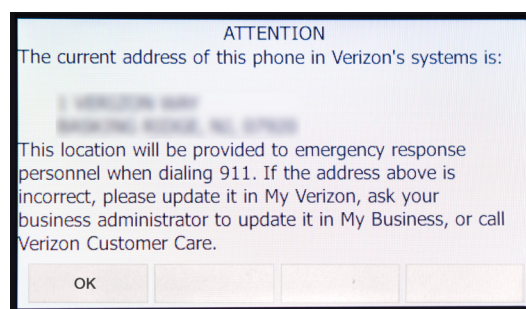 ATTENTION
The current address of this phone in Verizon's systems is:
This location will be provided to emergency response
personnel when dialing 911. If the address above is
incorrect, please update it in My Verizon, ask your
business administrator to update it in My Business, or call
Verizon Customer Care.
OK